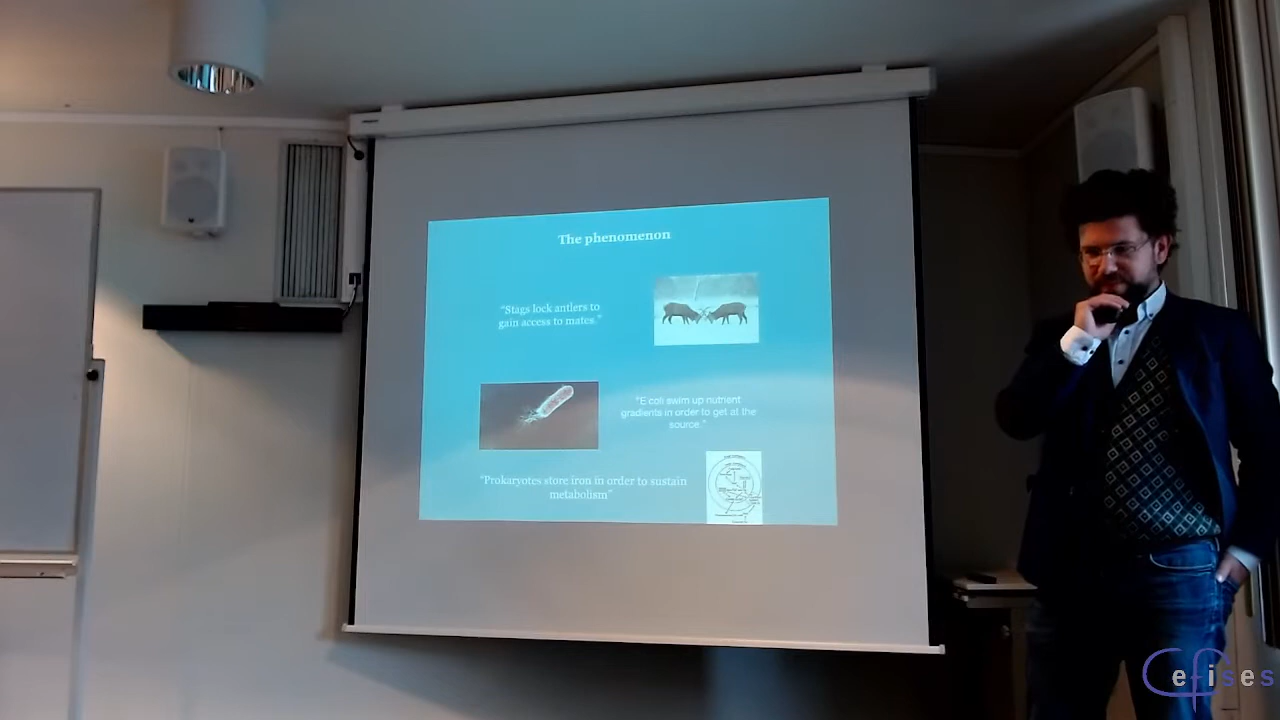 The phenomenon
"Stags lock antlers to
gain access to mates."
"E coli swim up nutrient
gradients in order to get at the
source."
"Prokaryotes store iron in order to sustain
metabolism"
Cefises